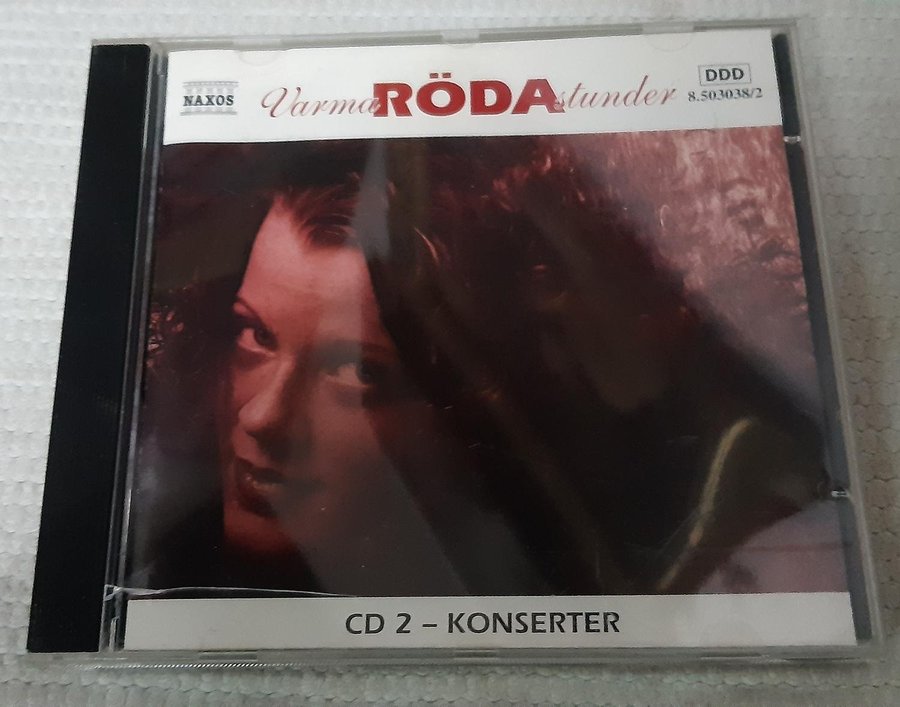 NAXOS
Varma RÖDA stunder
DDD
8.503038/2
CD 2 – KONSERTER